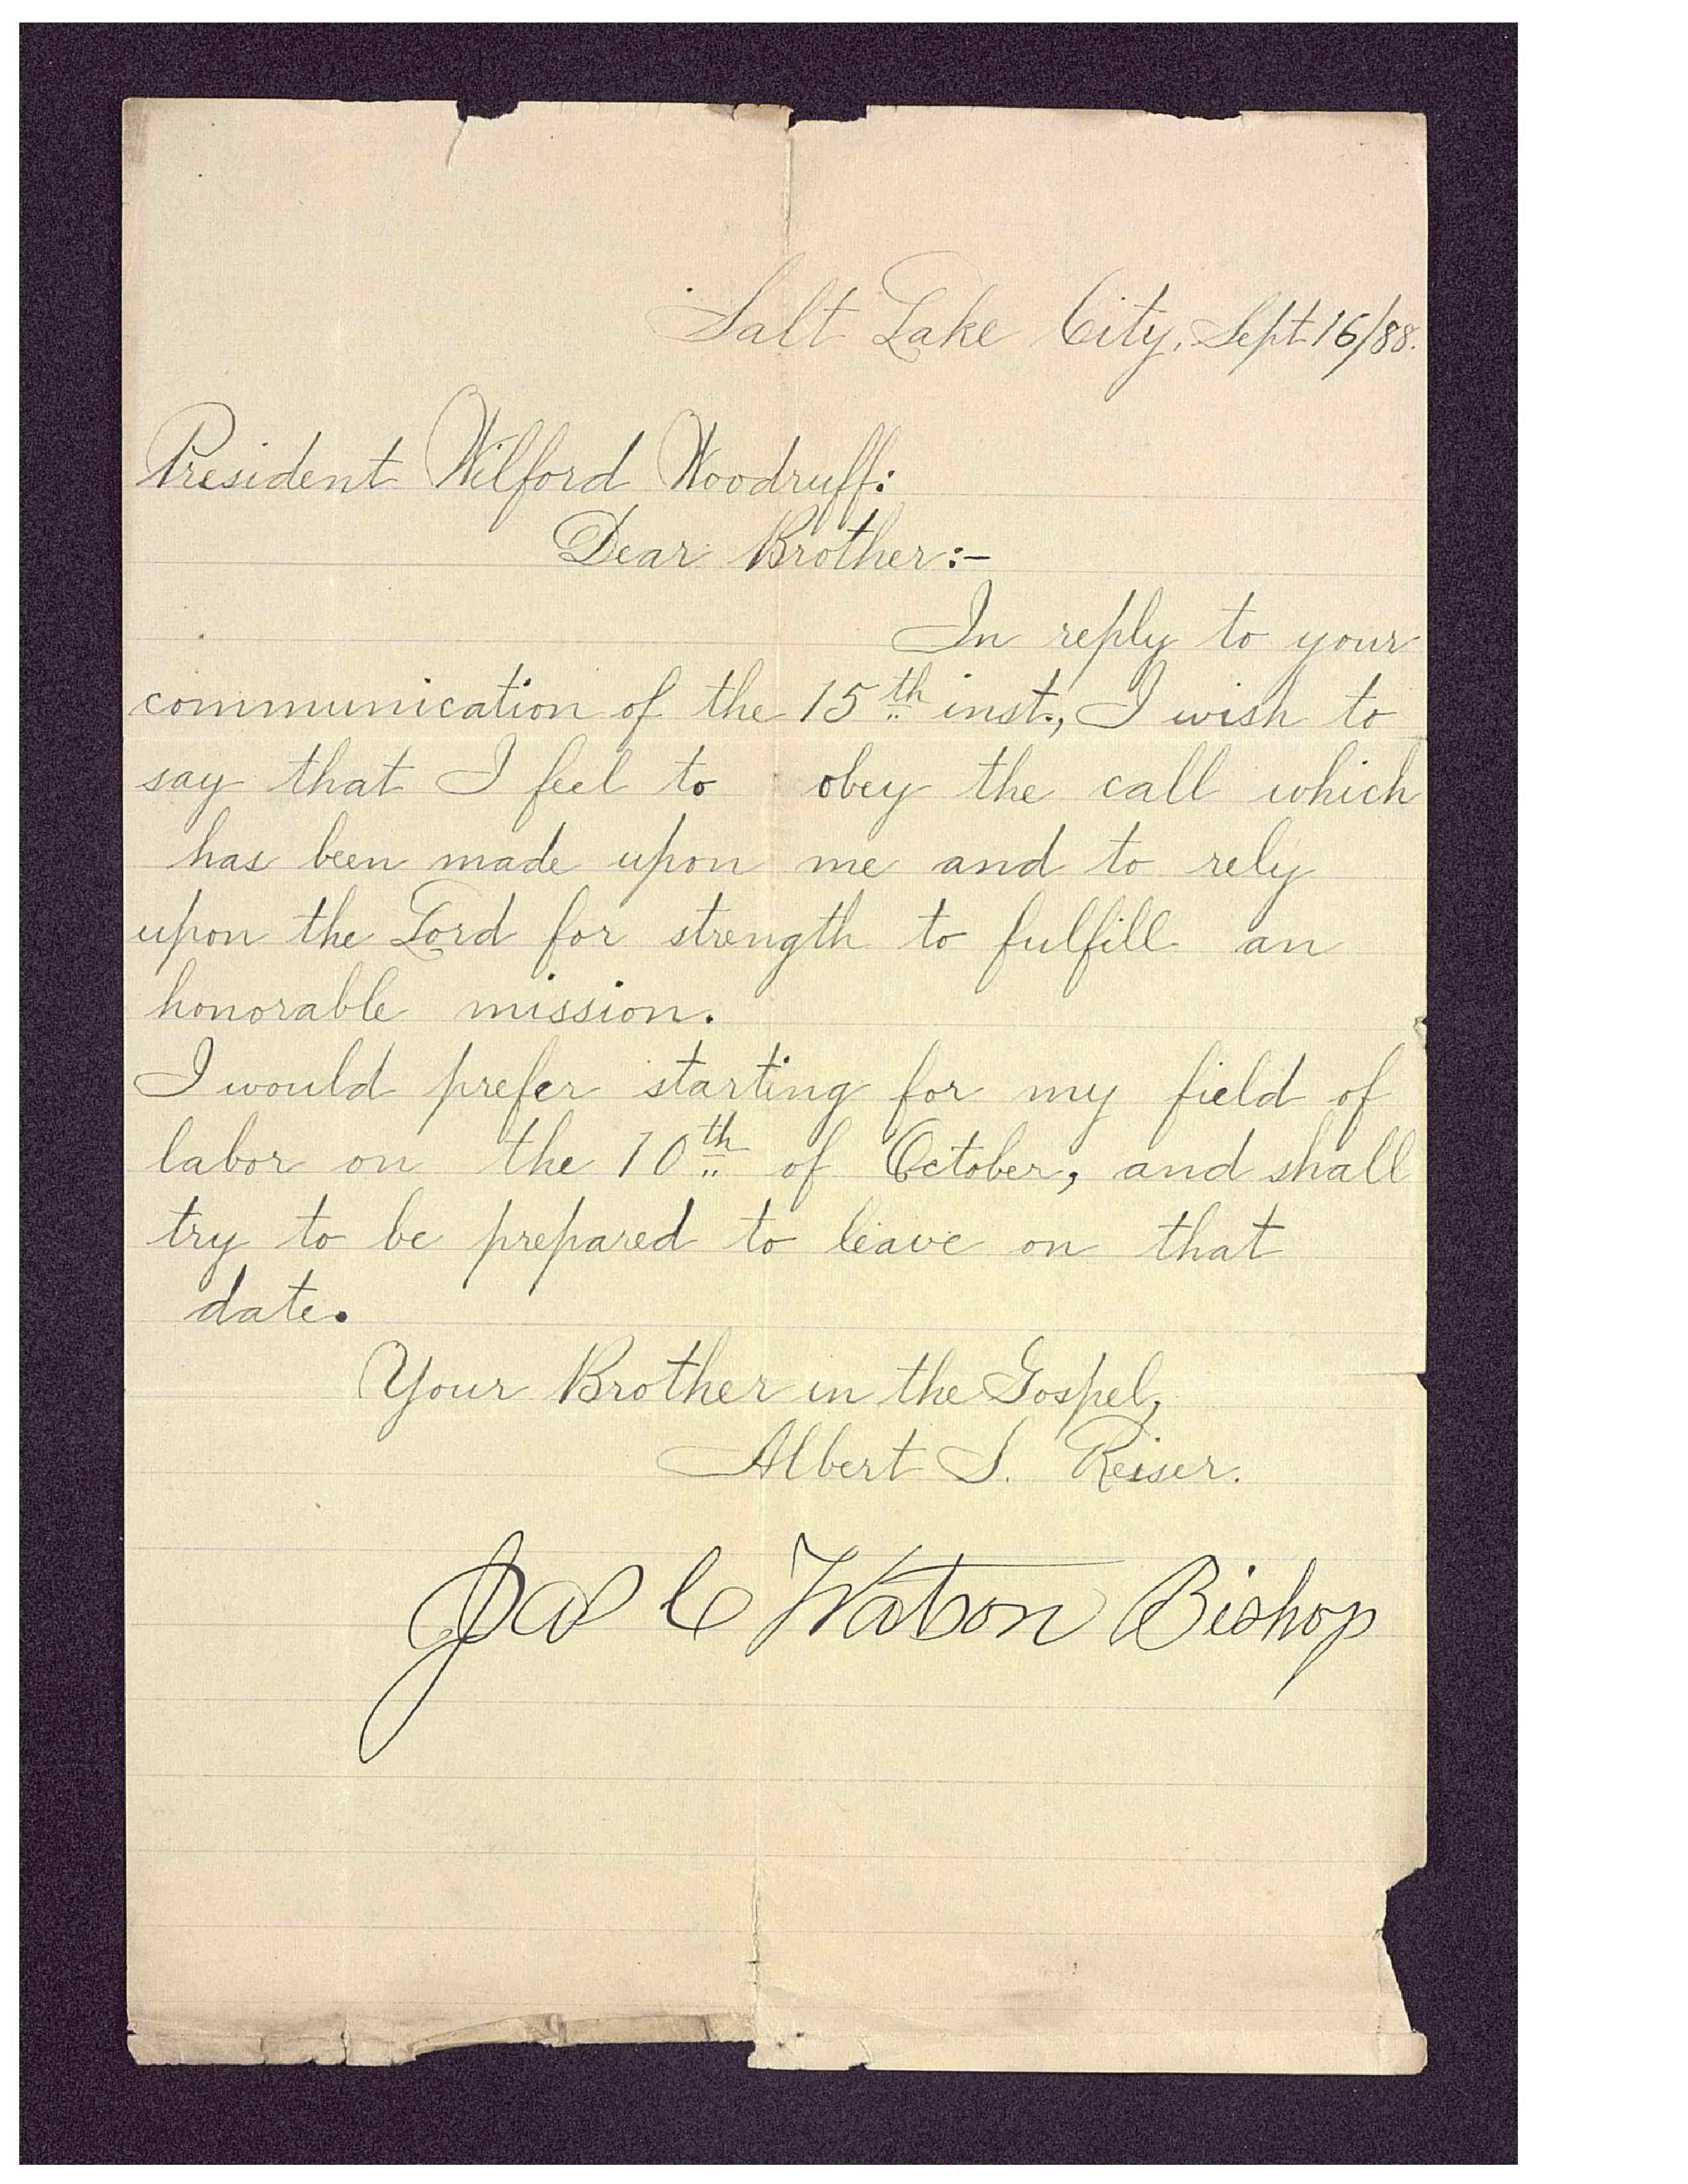 Salt Lake City, Sept 16/88.
President Wilford Woodruff:
Dear Brother:-
In reply to your
communication of the 15th inst., I wish to
say that I feel to obey the call which
has been made upon me and to rely
upon the Lord for strength to fulfill an
honorable mission.
I would prefer starting for my field of
labor on the 10th of October, and shall
try to be prepared to leave on that
date.
Your Brother in the Gospel,
Albert S. Reiser.
Jas C Watson Bishop